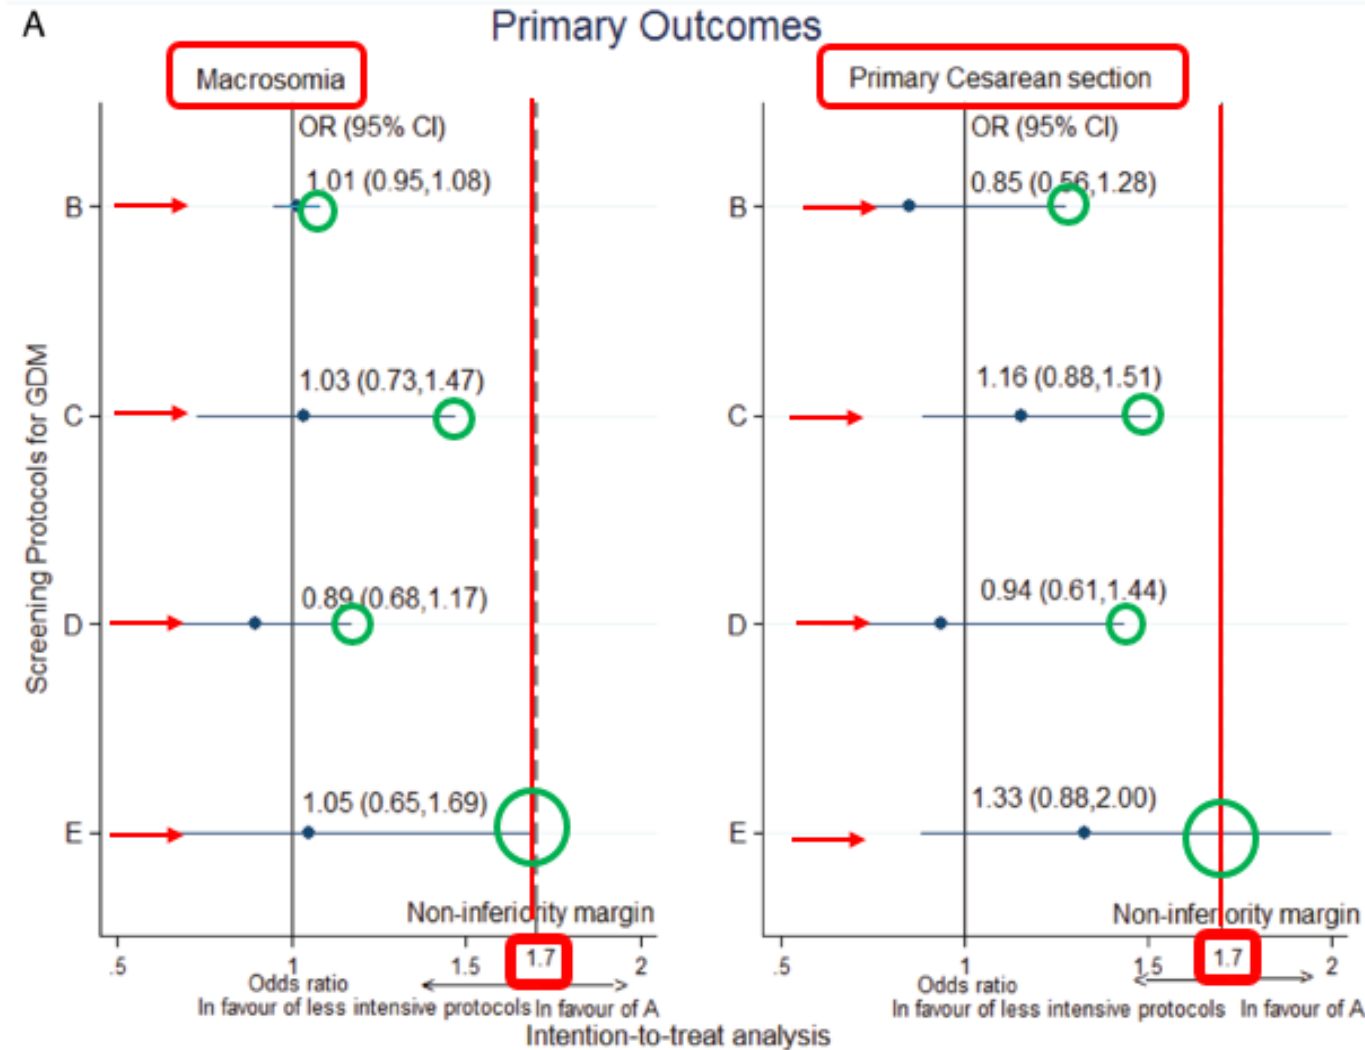 A
Primary Outcomes
Macrosomia
OR (95% CI)
1.01 (0.95,1.08)
B
1.03 (0.73,1.47)
C
0.89 (0.68,1.17)
D
1.05 (0.65,1.69)
E
Non-inferiority margin
.5
1
1.5
1.7
2
Odds ratio
In favour of less intensive protocols
In favour of A
Screening Protocols for GDM
Primary Cesarean section
OR (95% CI)
0.85 (0.56,1.28)
B
1.16 (0.88,1.51)
C
0.94 (0.61,1.44)
D
1.33 (0.88,2.00)
E
Non-inferiority margin
.5
1
1.5
1.7
2
Odds ratio
In favour of less intensive protocols
In favour of A
Intention-to-treat analysis